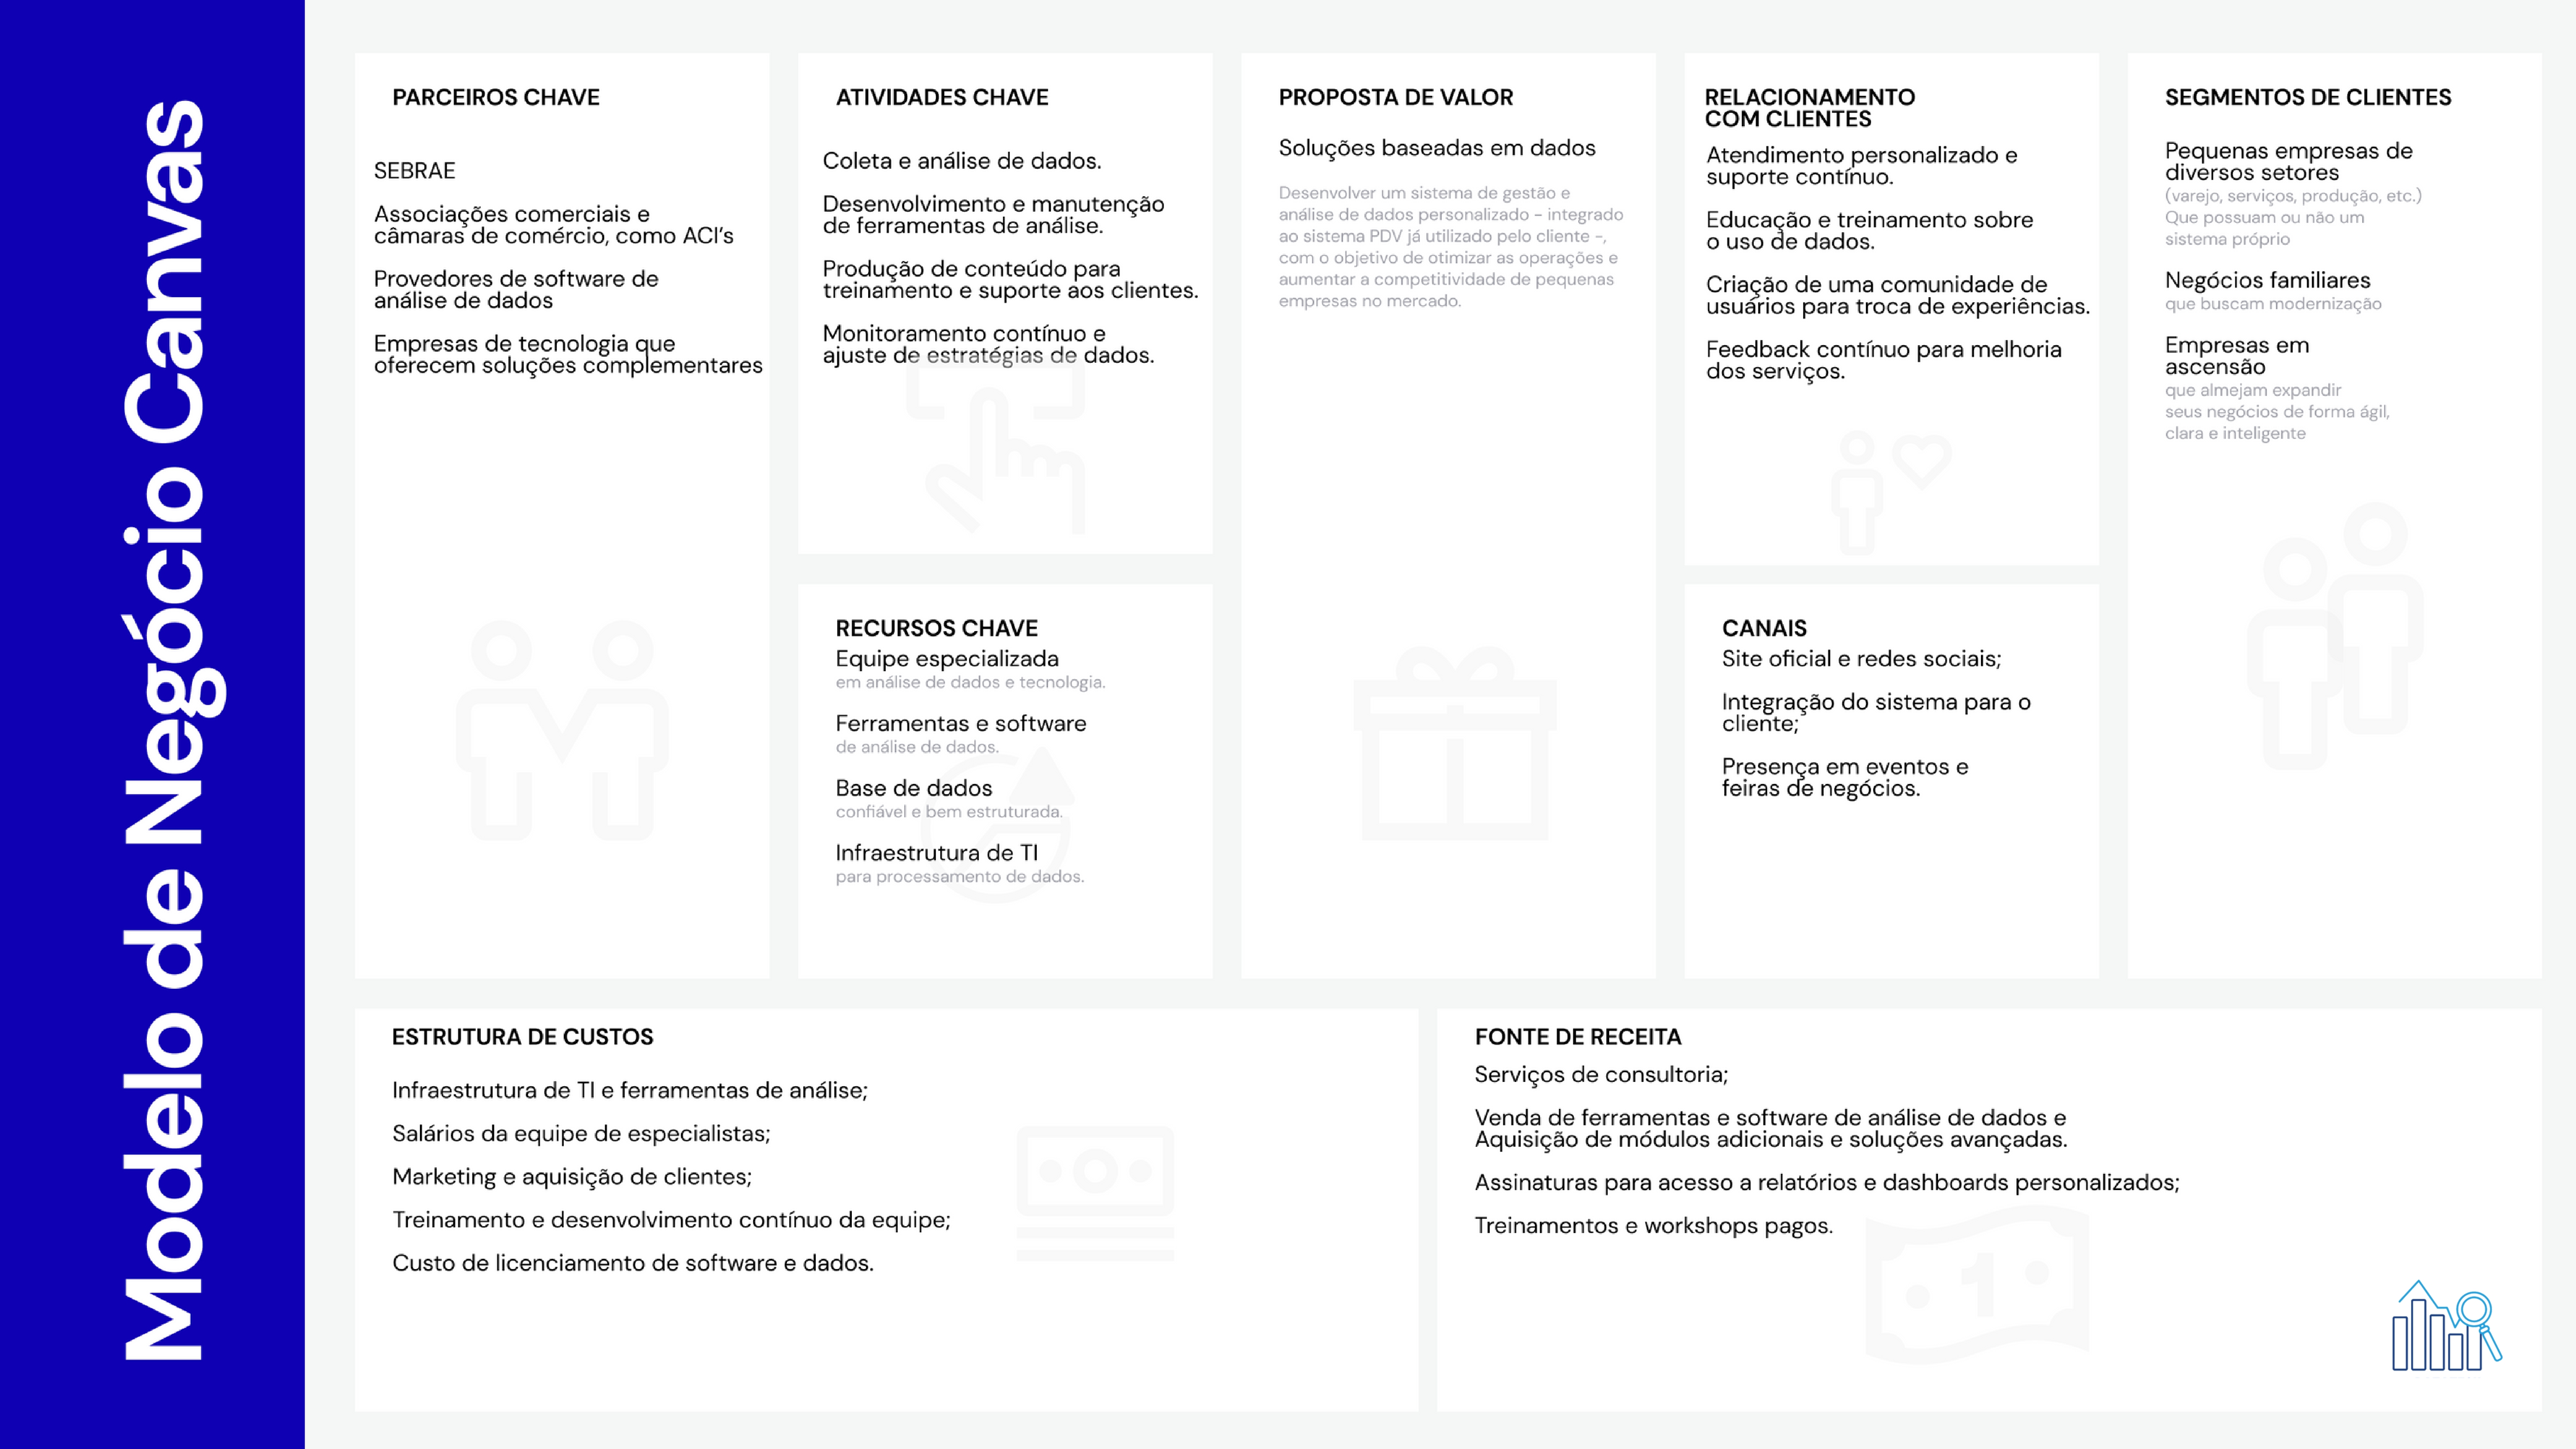 Modelo de Negócio Canvas
PARCEIROS CHAVE
SEBRAE
Associações comerciais e
câmaras de comércio, como ACI's
Provedores de software de
análise de dados
Empresas de tecnologia que
oferecem soluções complementares
ATIVIDADES CHAVE
Coleta e análise de dados.
Desenvolvimento e manutenção
de ferramentas de análise.
Produção de conteúdo para
treinamento e suporte aos clientes.
Monitoramento contínuo e
ajuste de estratégias de dados.
RECURSOS CHAVE
Equipe especializada
em análise de dados e tecnologia.
Ferramentas e software
de análise de dados.
Base de dados
confiável e bem estruturada.
Infraestrutura de TI
para processamento de dados.
PROPOSTA DE VALOR
Soluções baseadas em dados
Desenvolver um sistema de gestão e
análise de dados personalizado - integrado
ao sistema PDV já utilizado pelo cliente -,
com o objetivo de otimizar as operações e
aumentar a competitividade de pequenas
empresas no mercado.
RELACIONAMENTO
COM CLIENTES
Atendimento personalizado e
suporte contínuo.
Educação e treinamento sobre
o uso de dados.
Criação de uma comunidade de
usuários para troca de experiências.
Feedback contínuo para melhoria
dos serviços.
CANAIS
Site oficial e redes sociais;
Integração do sistema para o
cliente;
Presença em eventos e
feiras de negócios.
SEGMENTOS DE CLIENTES
Pequenas empresas de
diversos setores
(varejo, serviços, produção, etc.)
Que possuam ou não um
sistema próprio
Negócios familiares
que buscam modernização
Empresas em
ascensão
que almejam expandir
seus negócios de forma ágil,
clara e inteligente
ESTRUTURA DE CUSTOS
Infraestrutura de TI e ferramentas de análise;
Salários da equipe de especialistas;
Marketing e aquisição de clientes;
Treinamento e desenvolvimento contínuo da equipe;
Custo de licenciamento de software e dados.
FONTE DE RECEITA
Serviços de consultoria;
Venda de ferramentas e software de análise de dados e
Aquisição de módulos adicionais e soluções avançadas.
Assinaturas para acesso a relatórios e dashboards personalizados;
Treinamentos e workshops pagos.
1